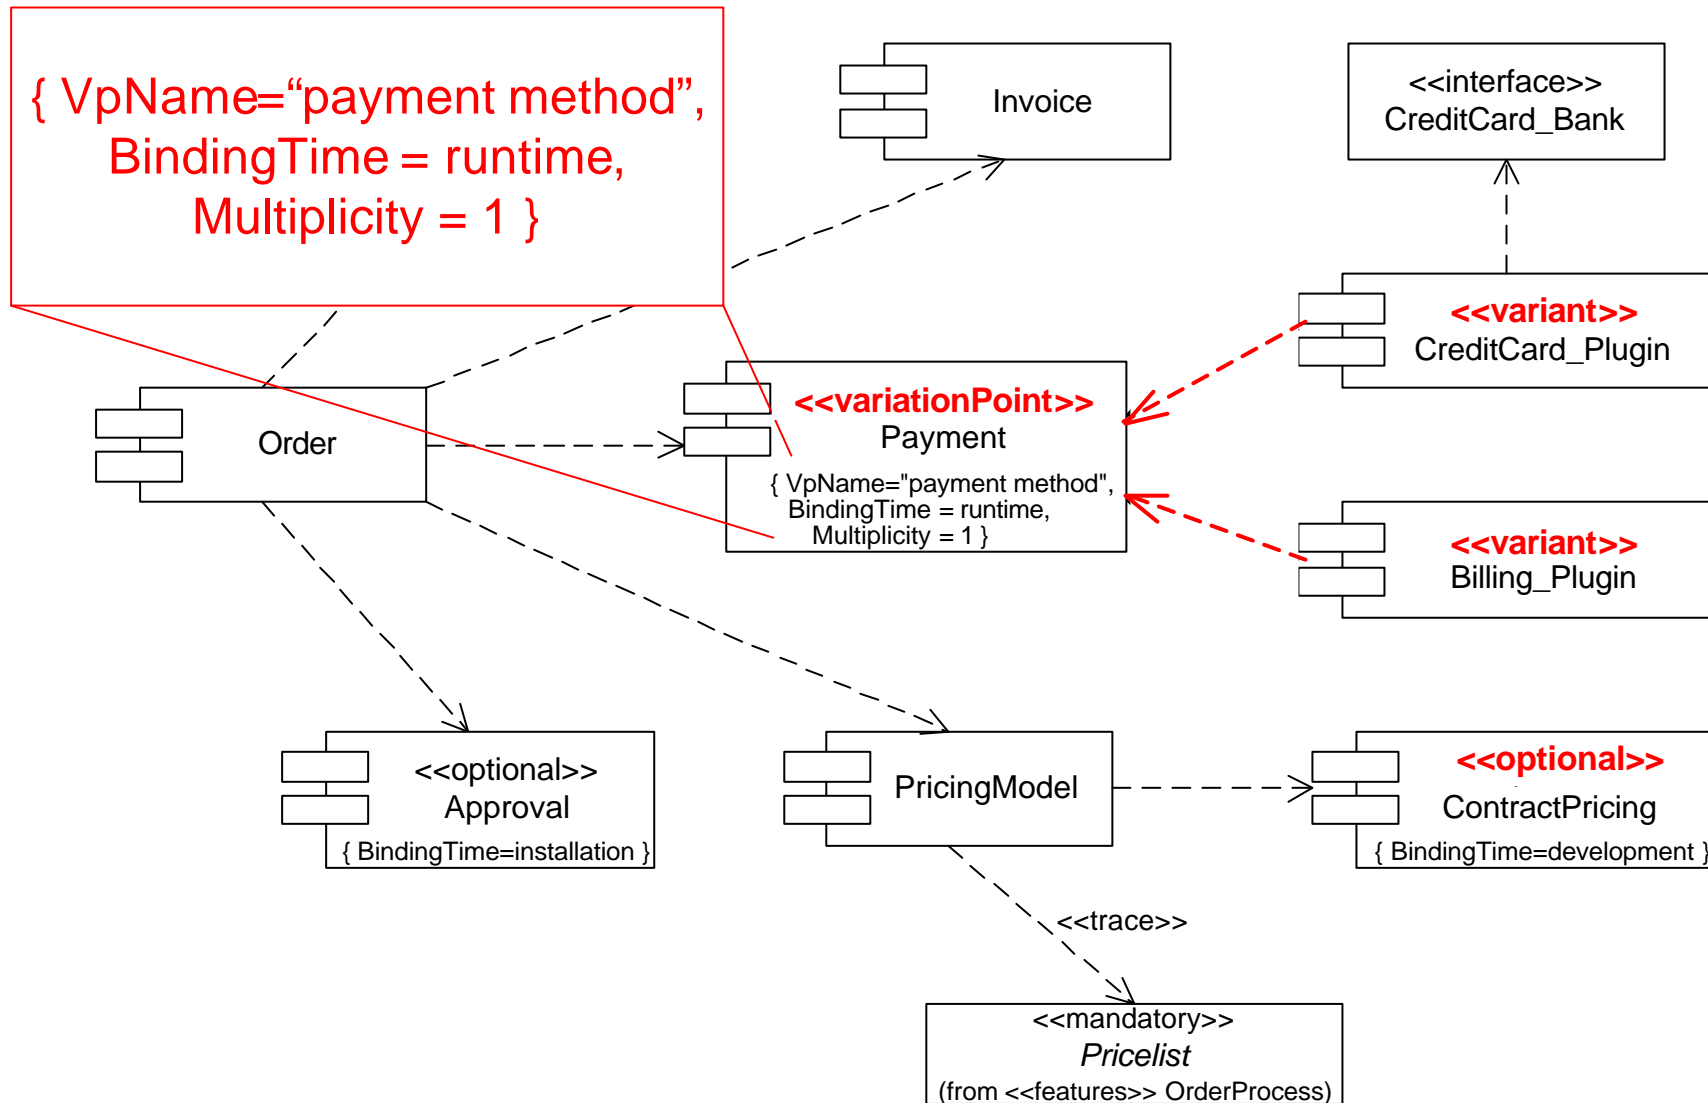 { VpName=“payment method”,
BindingTime = runtime,
Multiplicity = 1 }
Invoice
<<interface>>
CreditCard_Bank
<<variant>>
CreditCard_Plugin
Order
<<variationPoint>>
Payment
{ VpName="payment method",
BindingTime = runtime,
Multiplicity = 1 }
<<variant>>
Billing_Plugin
<<optional>>
Approval
{ BindingTime=installation }
PricingModel
<<optional>>
ContractPricing
{ BindingTime=development }
<<trace>>
<<mandatory>>
Pricelist
(from <<features>> OrderProcess)